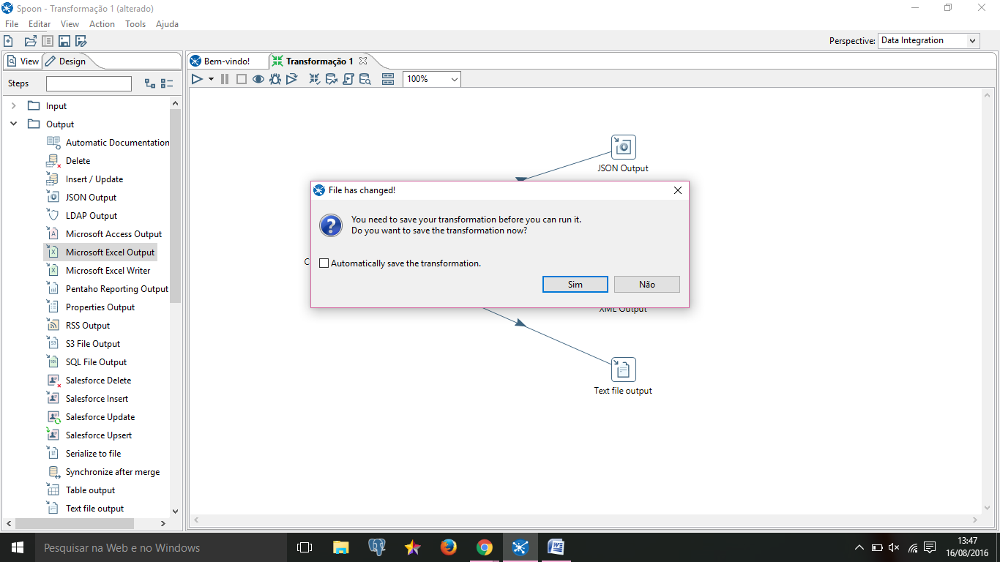 Spoon - Transformação 1 (alterado)
File Editar View Action Tools Ajuda
Perspective: Data Integration
View Design
Steps
Input
Output
Automatic Documentation
Delete
Insert / Update
JSON Output
LDAP Output
Microsoft Access Output
Microsoft Excel Output
Microsoft Excel Writer
Pentaho Reporting Output
Properties Output
RSS Output
S3 File Output
SQL File Output
Salesforce Delete
Salesforce Insert
Salesforce Update
Salesforce Upsert
Serialize to file
Synchronize after merge
Table output
Text file output
Bem-vindo! Transformação 1
100%
JSON Output
File has changed!
You need to save your transformation before you can run it.
Do you want to save the transformation now?
Automatically save the transformation.
Sim Não
C
XML Output
Text file output
Pesquisar na Web e no Windows
13:47
16/08/2016